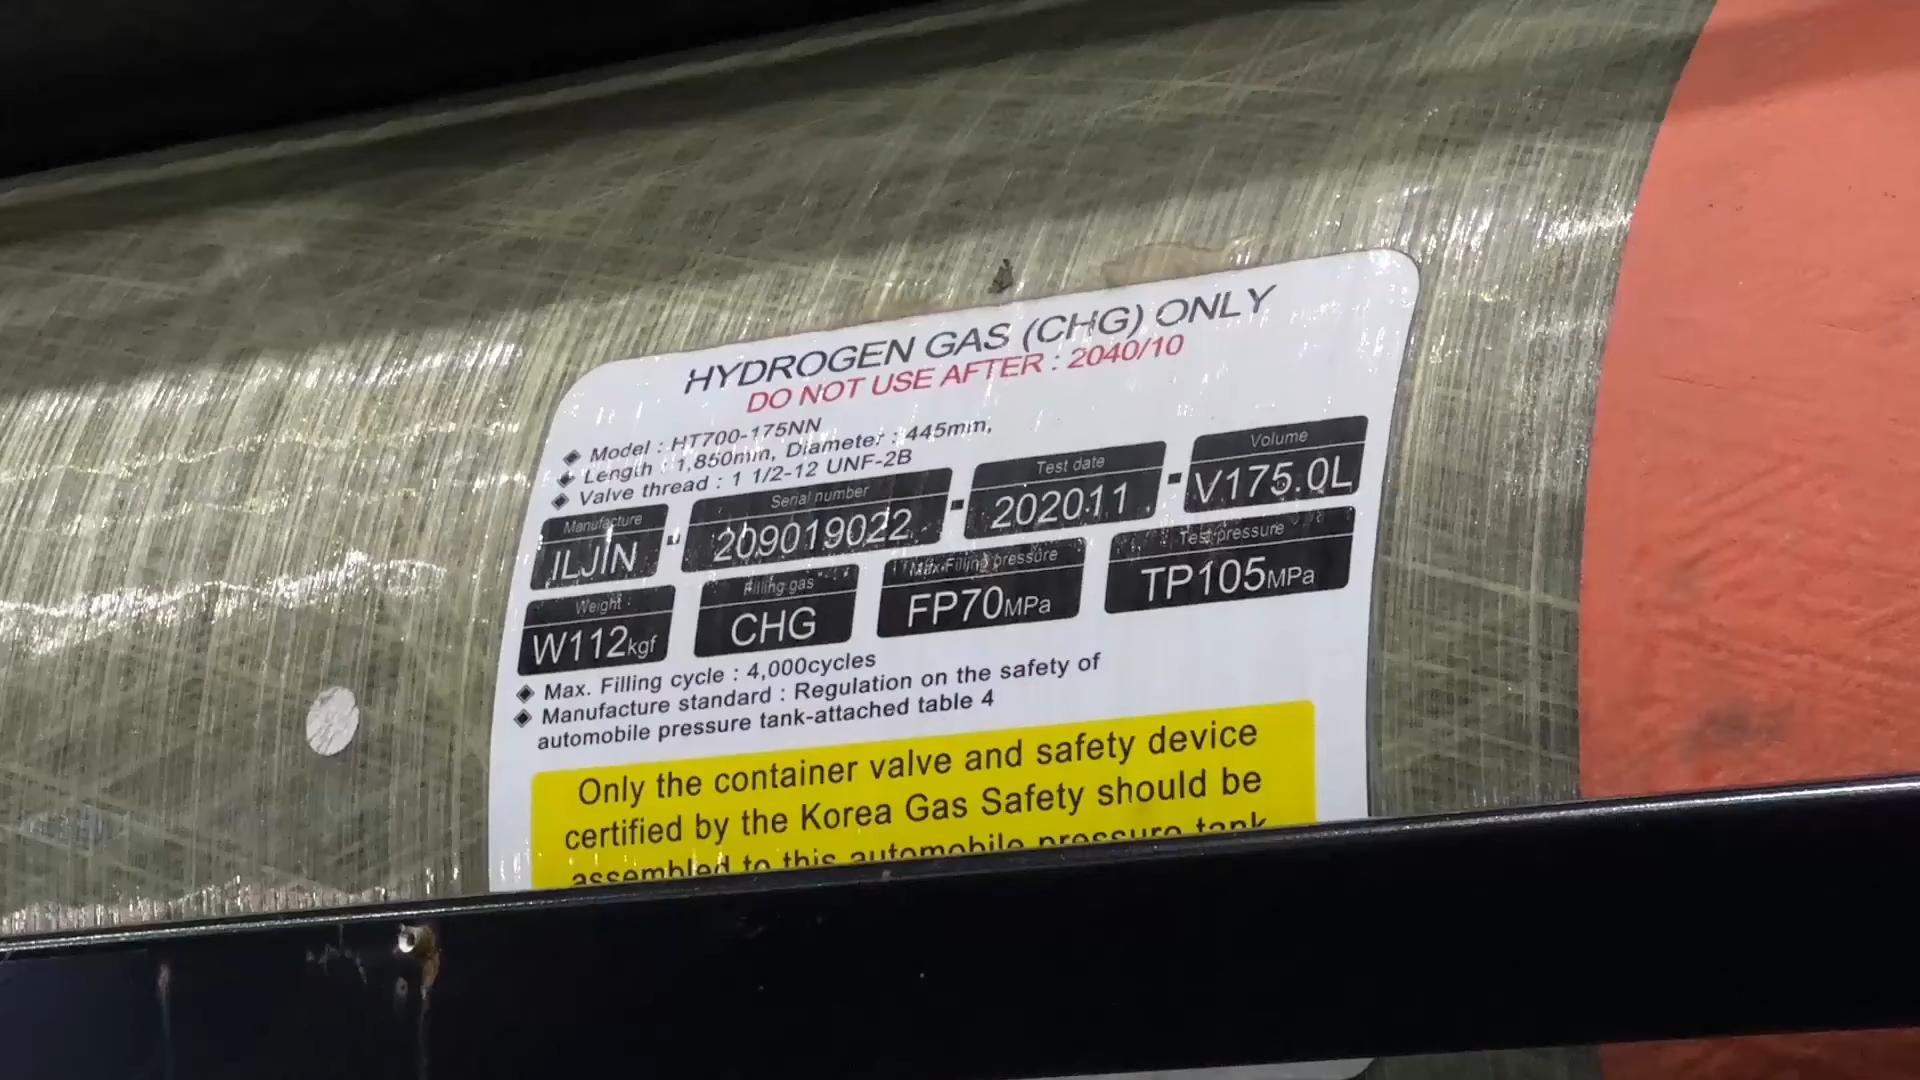 HYDROGEN GAS (CHG) ONLY
DO NOT USE AFTER : 2040/10
◆ Model : HT700-175NN
◆ Length : 1,850mm, Diameter : 445mm,
◆ Valve thread : 1 1/2-12 UNF-2B
Manufacture Serial number Test date Volume
ILJIN - 209019022 - 202011 - V175.0L
Weight Filling gas Max.Filling pressure Test pressure
W112kgf CHG FP70MPa TP105MPa
◆ Max. Filling cycle : 4,000cycles
◆ Manufacture standard : Regulation on the safety of
automobile pressure tank-attached table 4
Only the container valve and safety device
certified by the Korea Gas Safety should be
assembled to this automobile pressure tank